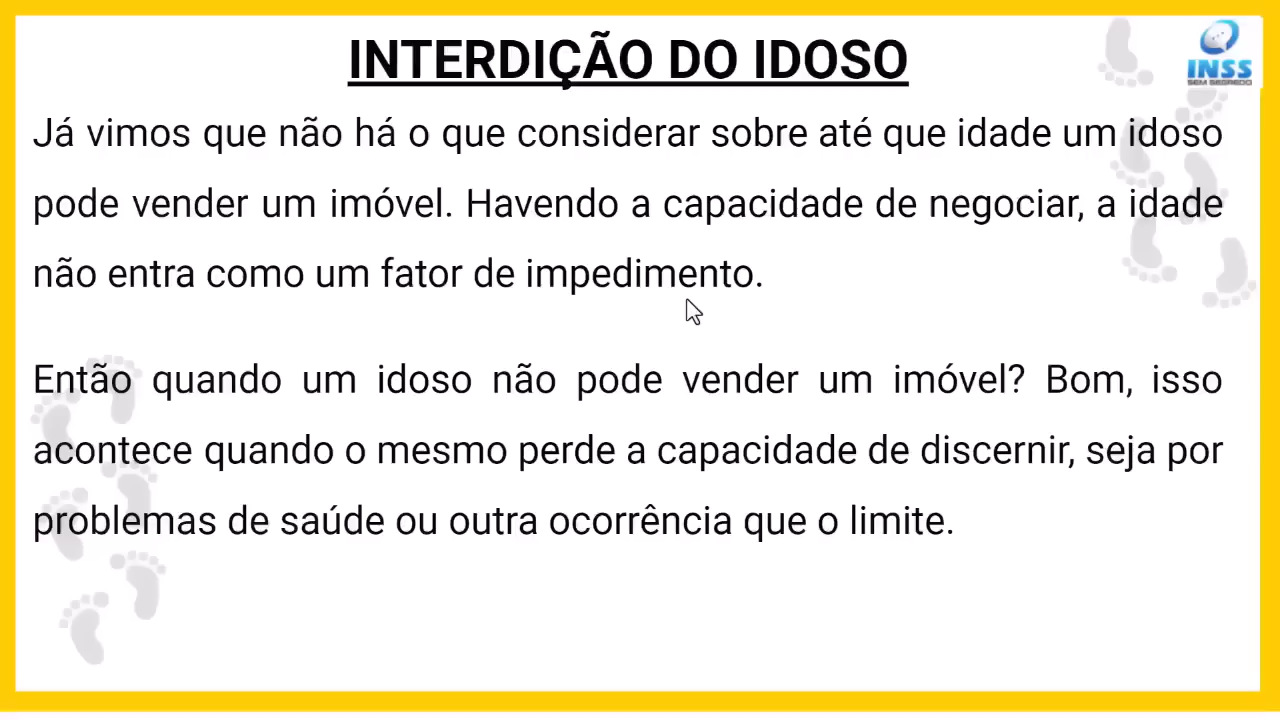 INTERDIÇÃO DO IDOSO
INSS
SEM SEGREDO
Já vimos que não há o que considerar sobre até que idade um idoso
pode vender um imóvel. Havendo a capacidade de negociar, a idade
não entra como um fator de impedimento.
Então quando um idoso não pode vender um imóvel? Bom, isso
acontece quando o mesmo perde a capacidade de discernir, seja por
problemas de saúde ou outra ocorrência que o limite.